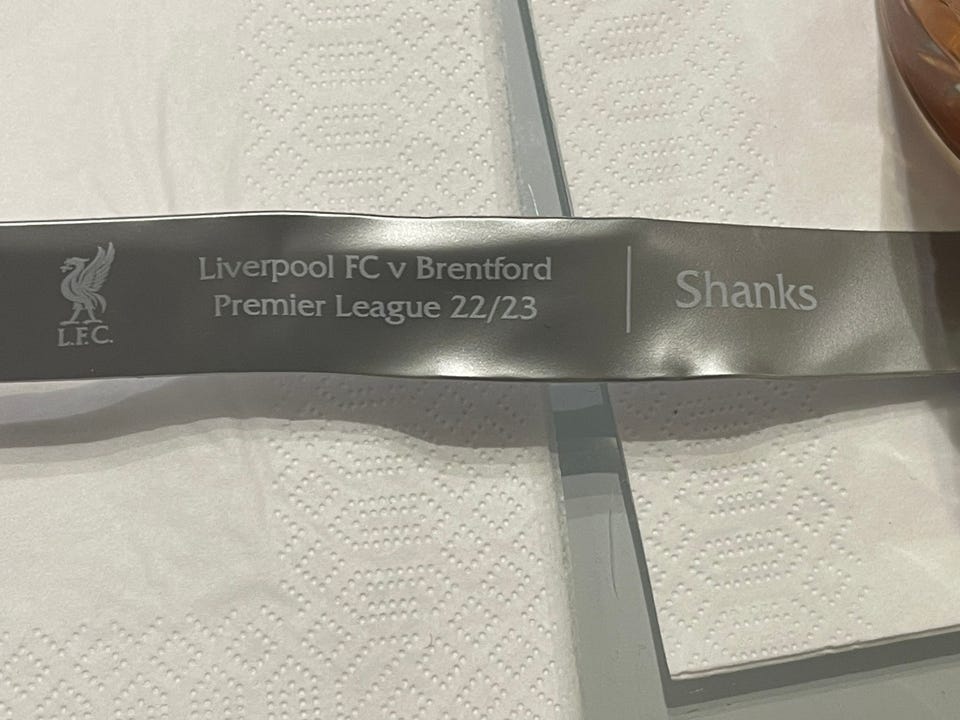 L.F.C.
Liverpool FC v Brentford
Premier League 22/23
Shanks